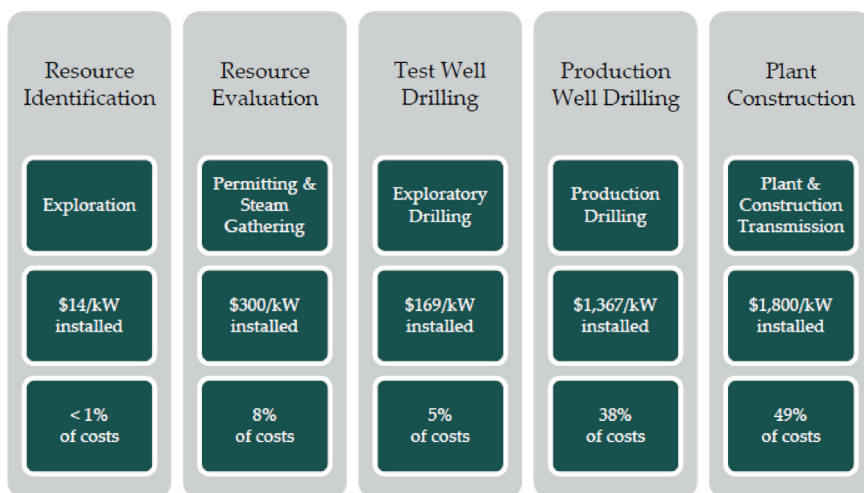 Resource
Identification
Exploration
$14/kW
installed
< 1%
of costs
Resource
Evaluation
Permitting &
Steam
Gathering
$300/kW
installed
8%
of costs
Test Well
Drilling
Exploratory
Drilling
$169/kW
installed
5%
of costs
Production
Well Drilling
Production
Drilling
$1,367/kW
installed
38%
of costs
Plant
Construction
Plant &
Construction
Transmission
$1,800/kW
installed
49%
of costs